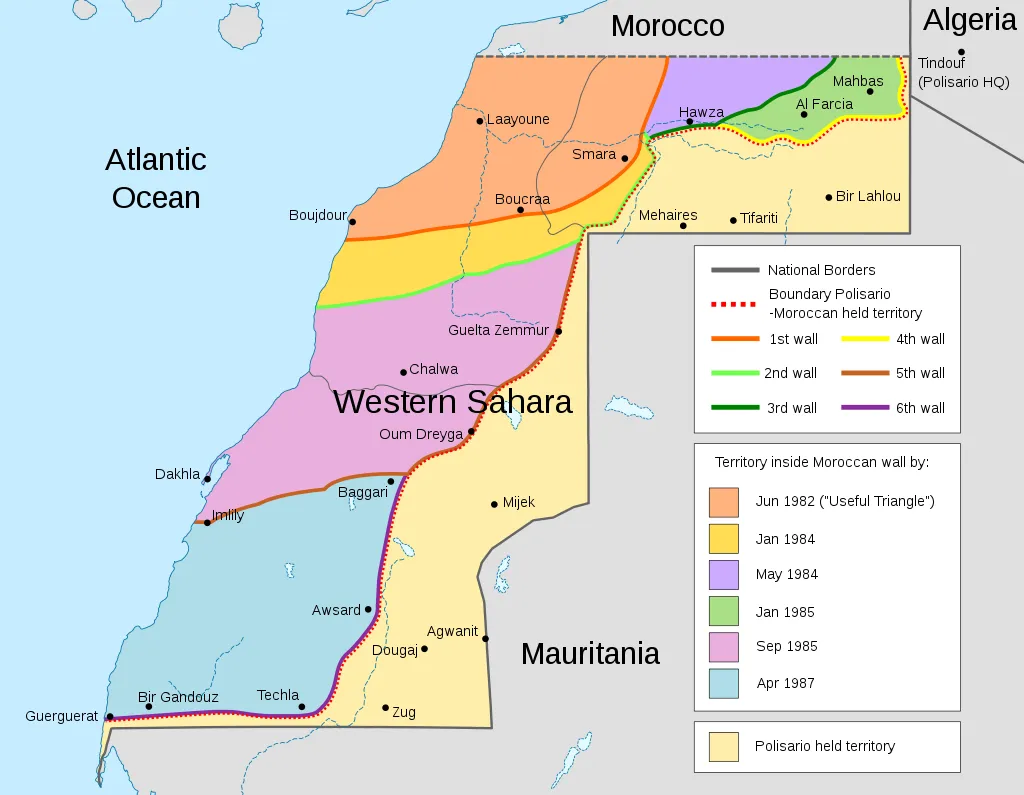 Morocco
Algeria
Tindouf
(Polisario HQ)
Mahbas
Al Farcia
Hawza
Laayoune
Smara
Atlantic
Ocean
Boucraa
Bir Lahlou
Boujdour
Mehaires
Tifariti
Guelta Zemmur
Chalwa
Western Sahara
Oum Dreyga
Dakhla
Baggari
Mijek
Imlily
Awsard
Agwanit
Dougaj
Mauritania
Bir Gandouz
Techla
Guerguerat
Zug
National Borders
Boundary Polisario
-Moroccan held territory
1st wall
4th wall
2nd wall
5th wall
3rd wall
6th wall
Territory inside Moroccan wall by:
Jun 1982 ("Useful Triangle")
Jan 1984
May 1984
Jan 1985
Sep 1985
Apr 1987
Polisario held territory